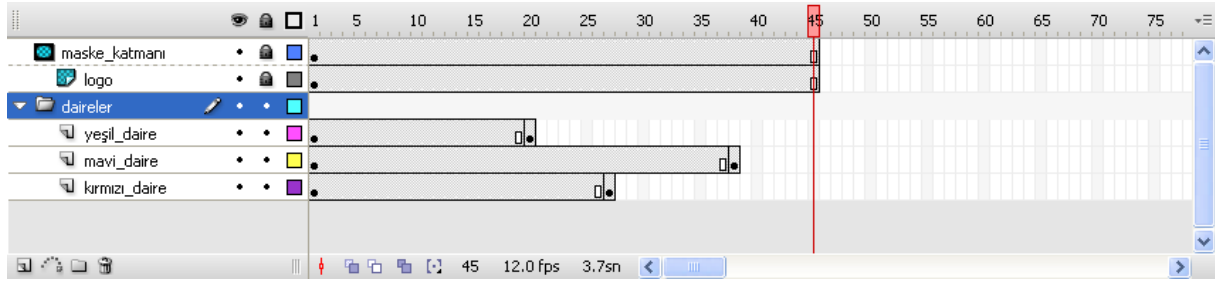 1 5 10 15 20 25 30 35 40 45 50 55 60 65 70 75
maske_katmanı
logo
daireler
yeşil_daire
mavi_daire
kırmızı_daire
45 12.0 fps 3.7sn